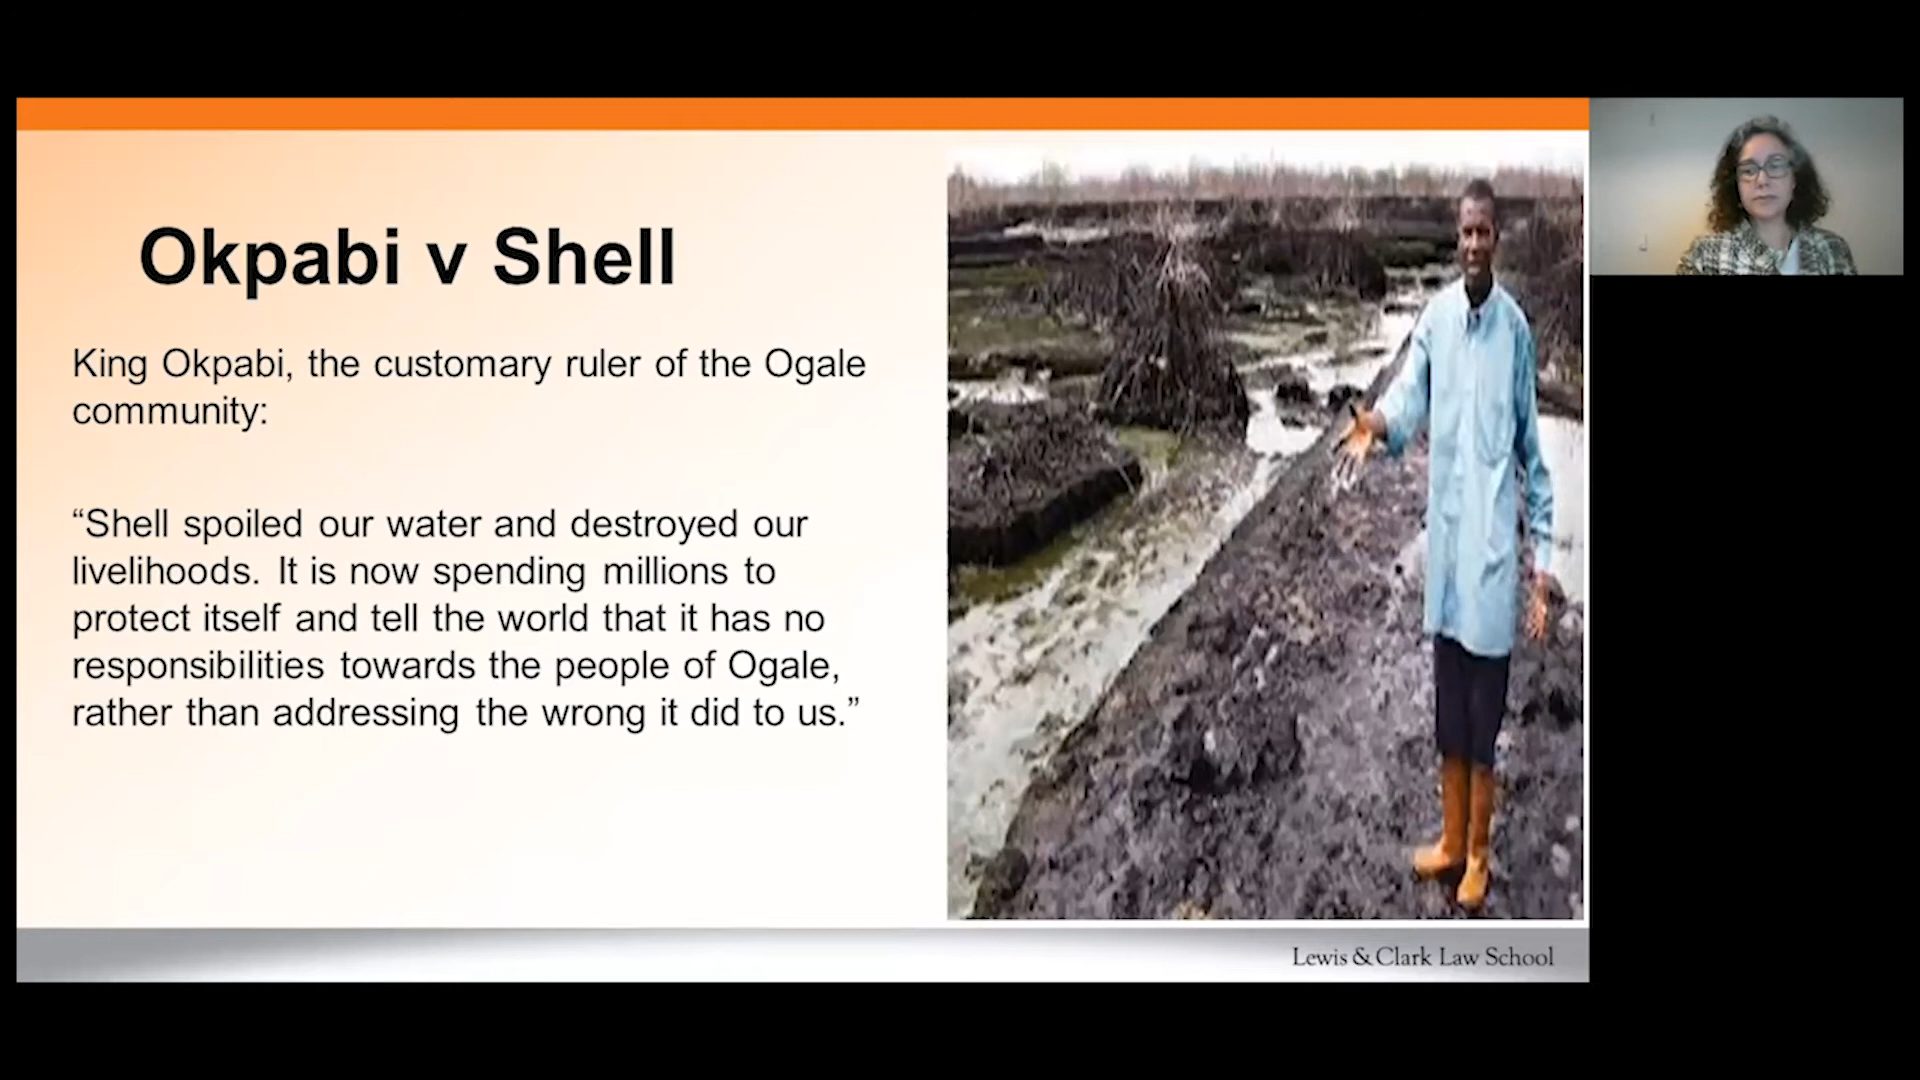 Okpabi v Shell
King Okpabi, the customary ruler of the Ogale
community:
“Shell spoiled our water and destroyed our
livelihoods. It is now spending millions to
protect itself and tell the world that it has no
responsibilities towards the people of Ogale,
rather than addressing the wrong it did to us.”
Lewis & Clark Law School